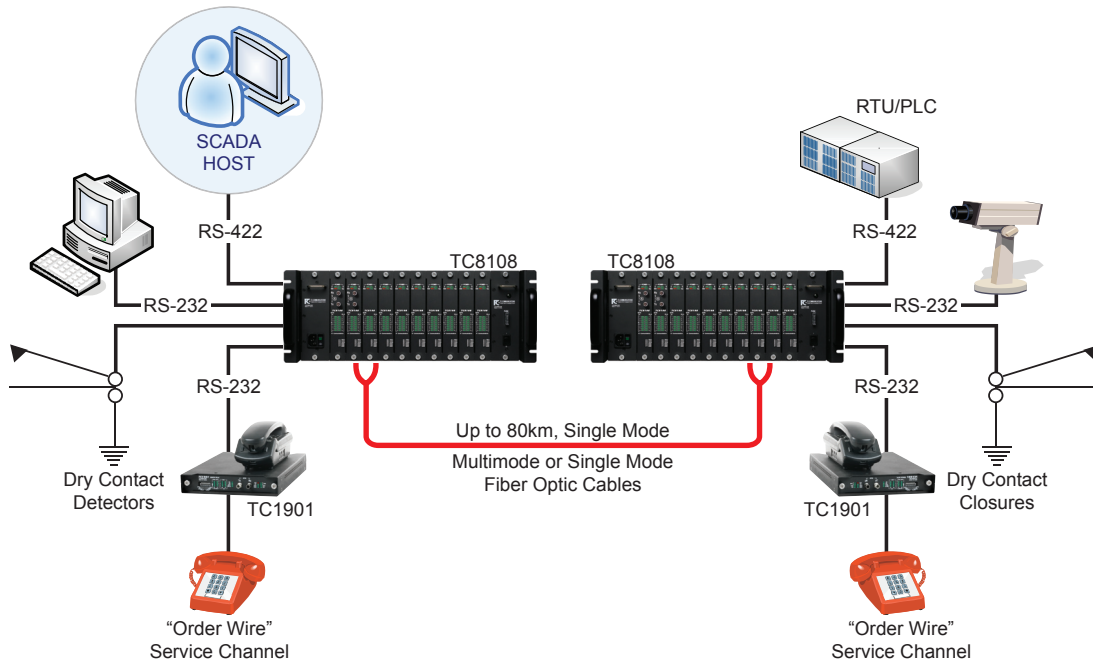 SCADA
HOST
RTU/PLC
RS-422
RS-422
TC8108
TC8108
RS-232
RS-232
RS-232
RS-232
Up to 80km, Single Mode
Multimode or Single Mode
Fiber Optic Cables
Dry Contact
Detectors
Dry Contact
Closures
TC1901
TC1901
“Order Wire”
Service Channel
“Order Wire”
Service Channel